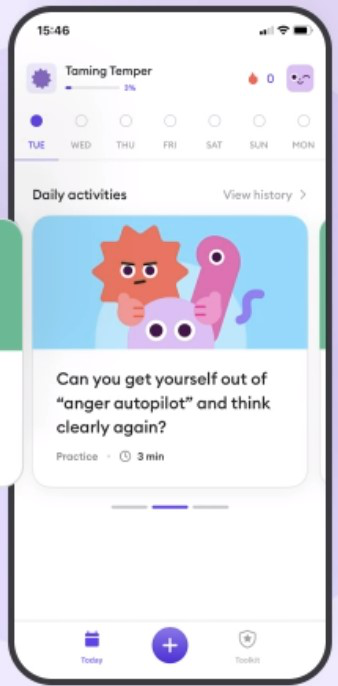 15:46
Taming Temper
3%
0
TUE WED THU FRI SAT SUN MON
Daily activities
View history
Can you get yourself out of
“anger autopilot” and think
clearly again?
Practice · 3 min
Today
Toolkit